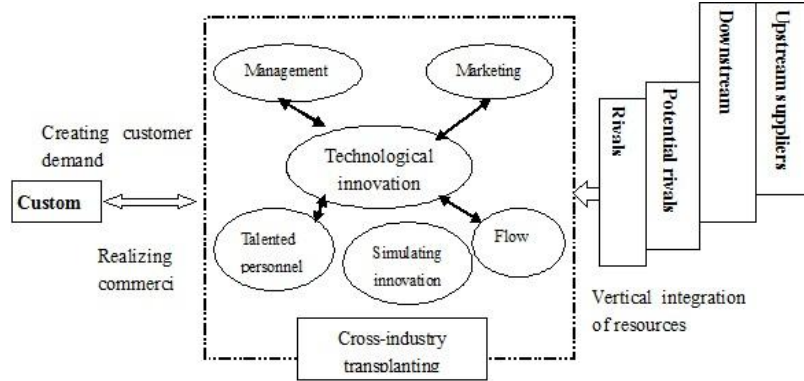 Management
Marketing
Technological
innovation
Talented
personnel
Simulating
innovation
Flow
Cross-industry
transplanting
Creating customer
demand
Custom
Realizing
commerci
Rivals
Potential rivals
Downstream
Upstream suppliers
Vertical integration
of resources